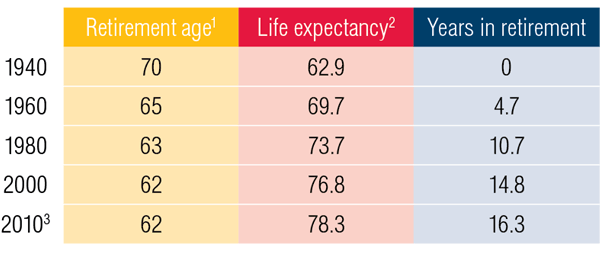 Retirement age¹ Life expectancy² Years in retirement
1940 70 62.9 0
1960 65 69.7 4.7
1980 63 73.7 10.7
2000 62 76.8 14.8
2010³ 62 78.3 16.3